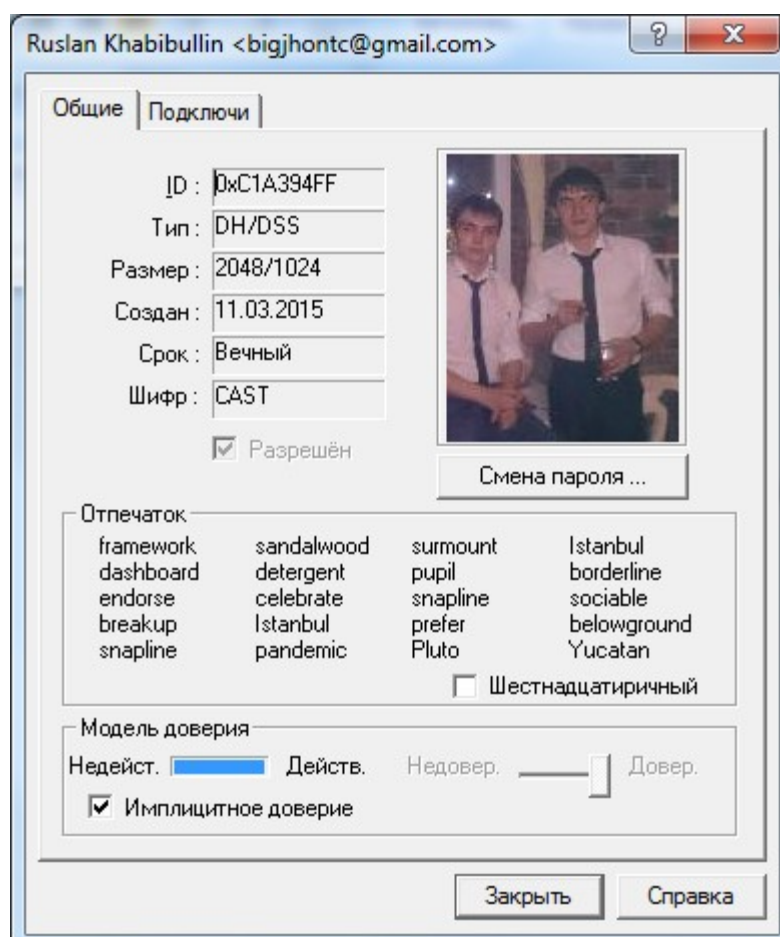 Ruslan Khabibullin <bigjhontc@gmail.com>
Общие Подключи
ID : 0xC1A394FF
Тип : DH/DSS
Размер : 2048/1024
Создан : 11.03.2015
Срок : Вечный
Шифр : CAST
Разрешён
Смена пароля ...
Отпечаток
framework sandalwood surmount Istanbul
dashboard detergent pupil borderline
endorse celebrate snapline sociable
breakup Istanbul prefer belowground
snapline pandemic Pluto Yucatan
Шестнадцатиричный
Модель доверия
Недейст. Действ. Недовер. Довер.
Имплицитное доверие
Закрыть Справка